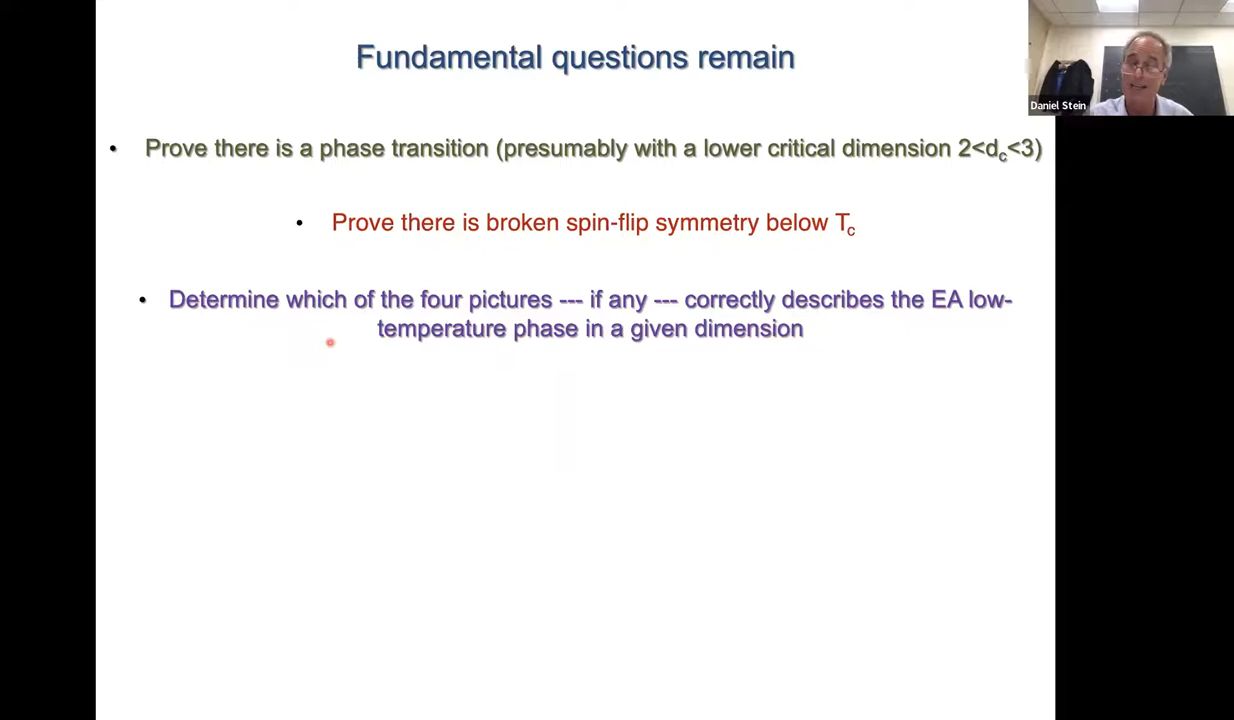 Fundamental questions remain
Daniel Stein
• Prove there is a phase transition (presumably with a lower critical dimension 2<dc<3)
• Prove there is broken spin-flip symmetry below Tc
• Determine which of the four pictures --- if any --- correctly describes the EA low-
temperature phase in a given dimension